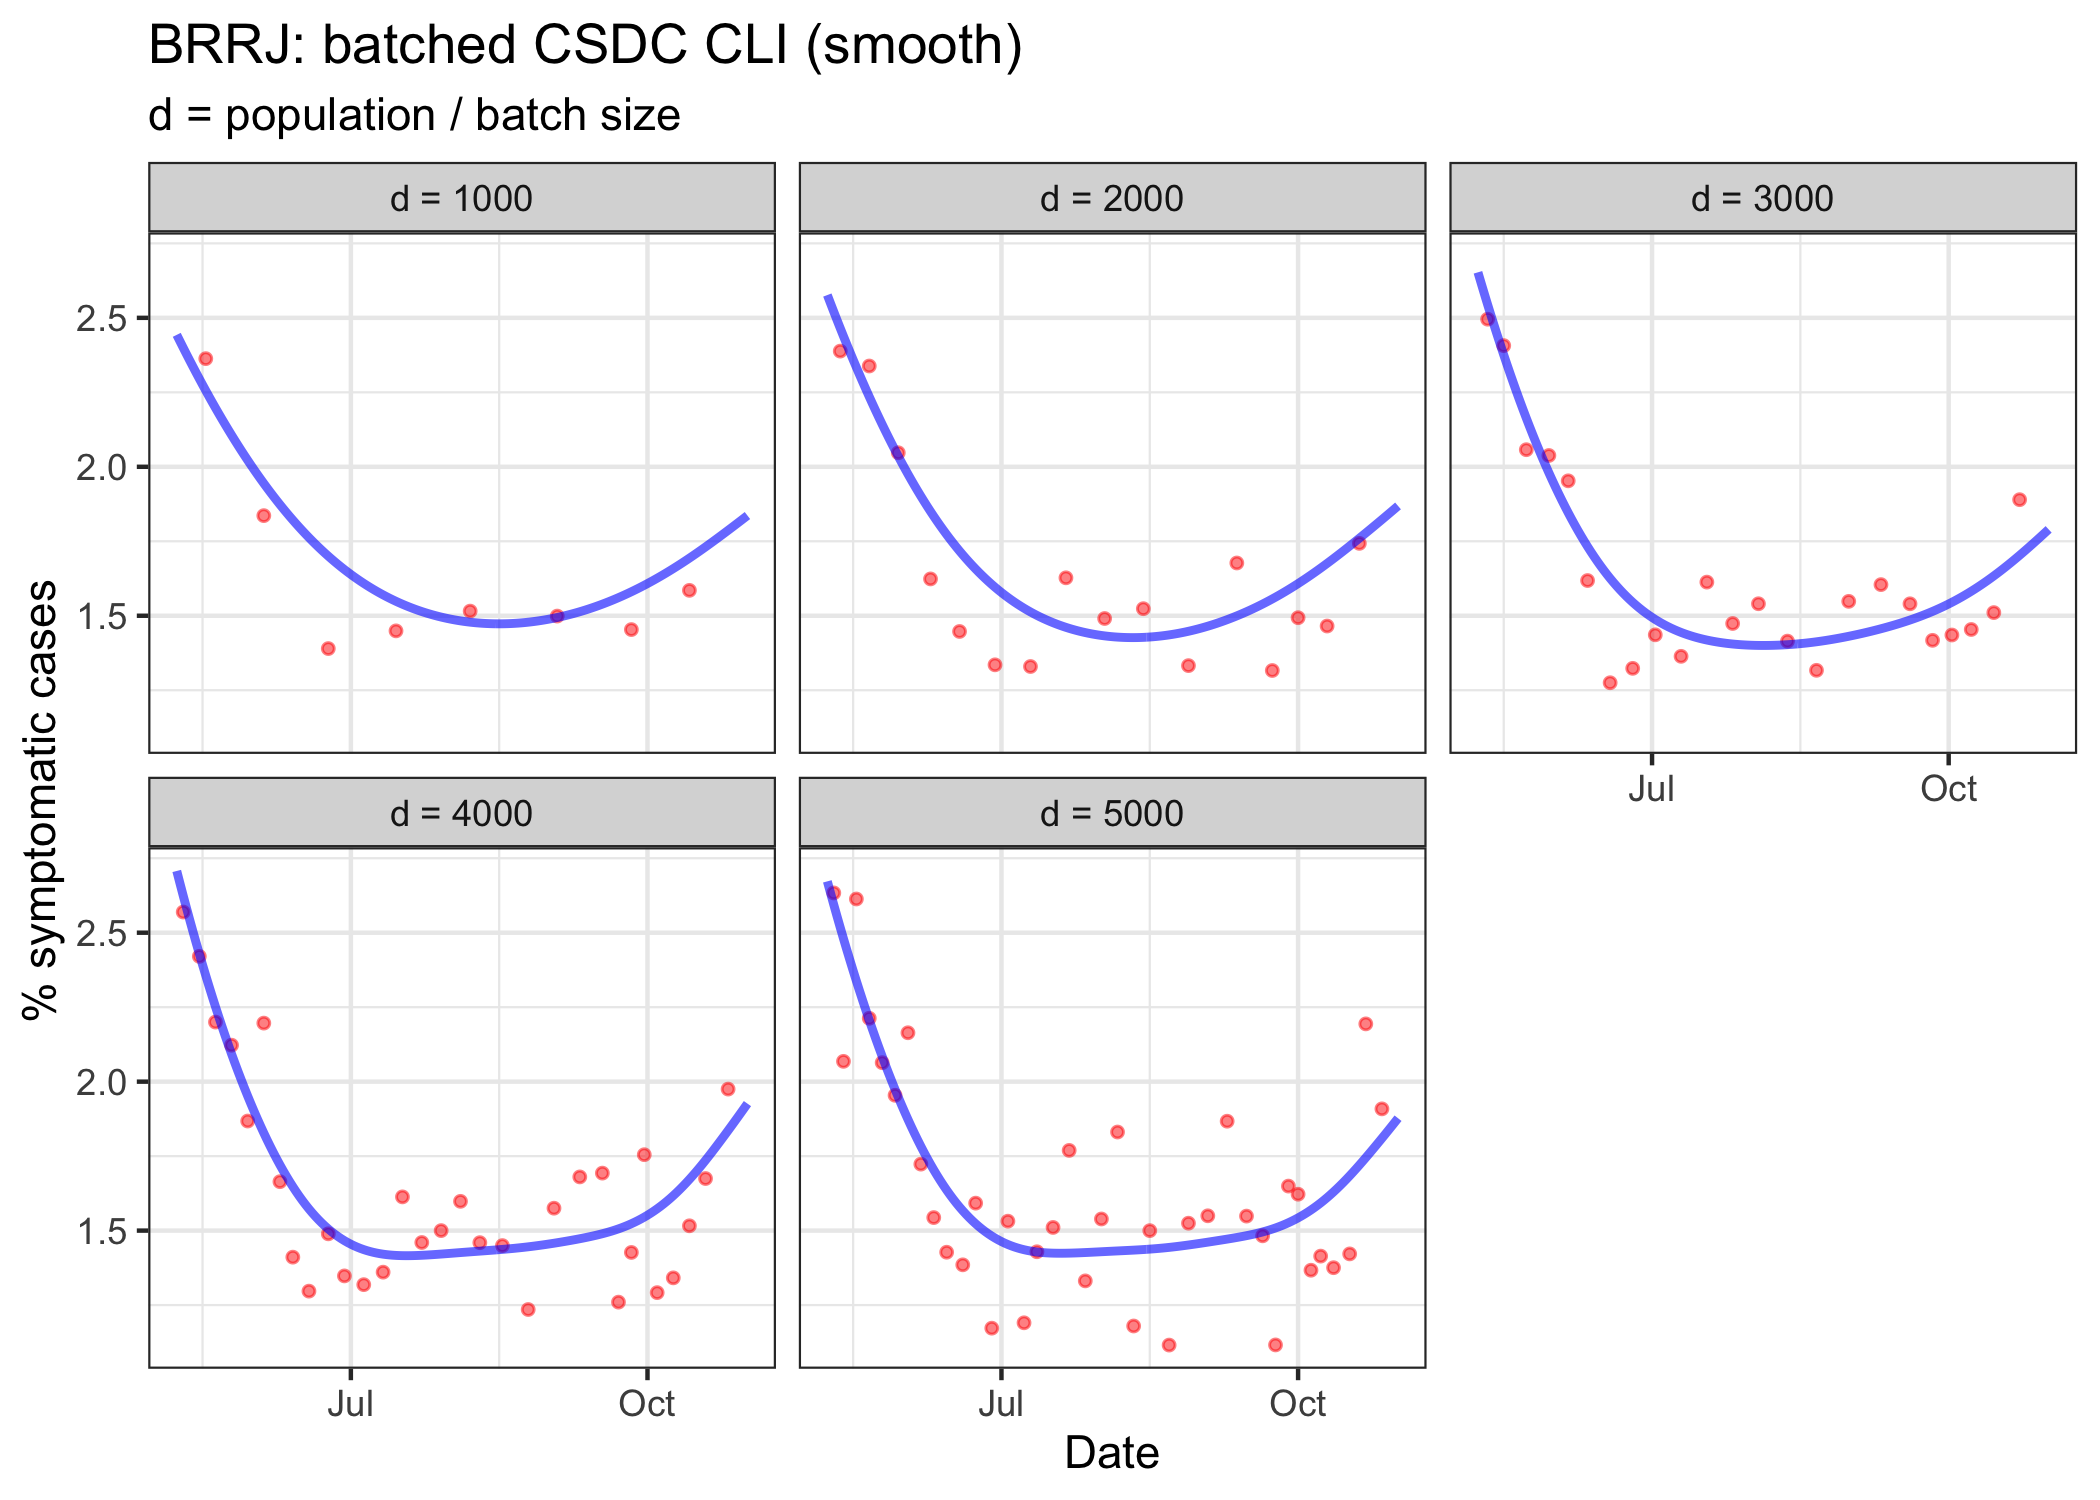 BRRJ: batched CSDC CLI (smooth)
d = population / batch size
d = 1000
d = 2000
d = 3000
2.5
2.0
1.5
Jul
Oct
d = 4000
d = 5000
2.5
2.0
1.5
Jul
Oct
Jul
Oct
Date
% symptomatic cases